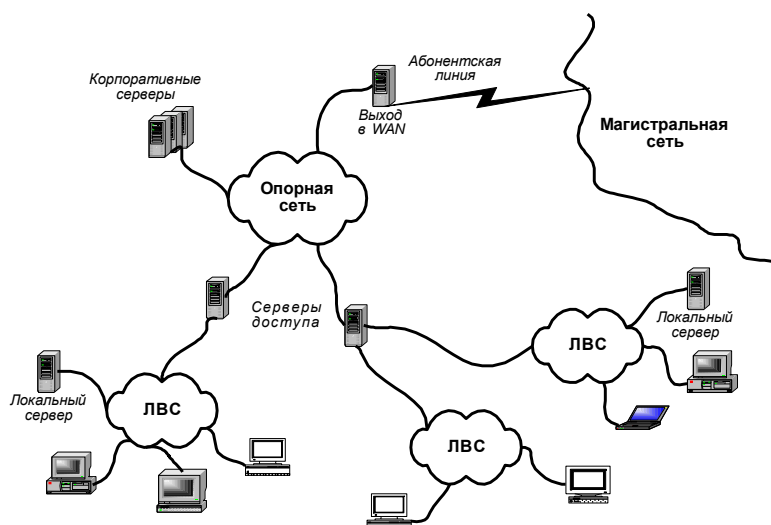 Корпоративные
серверы
Абонентская
линия
Выход
в WAN
Магистральная
сеть
Опорная
сеть
Серверы
доступа
Локальный
сервер
ЛВС
Локальный
сервер
ЛВС
ЛВС